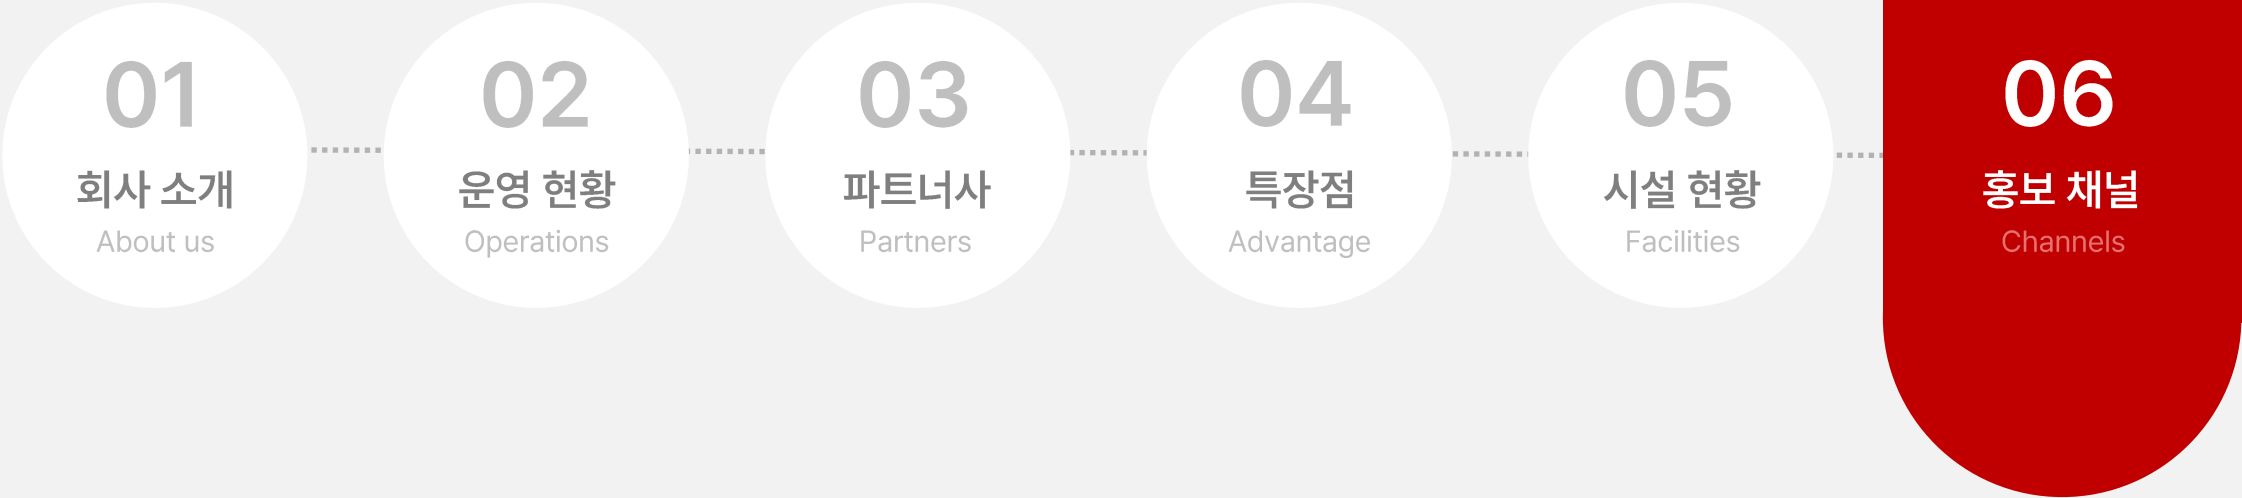 01
회사 소개
About us
02
운영 현황
Operations
03
파트너사
Partners
04
특장점
Advantage
05
시설 현황
Facilities
06
홍보 채널
Channels